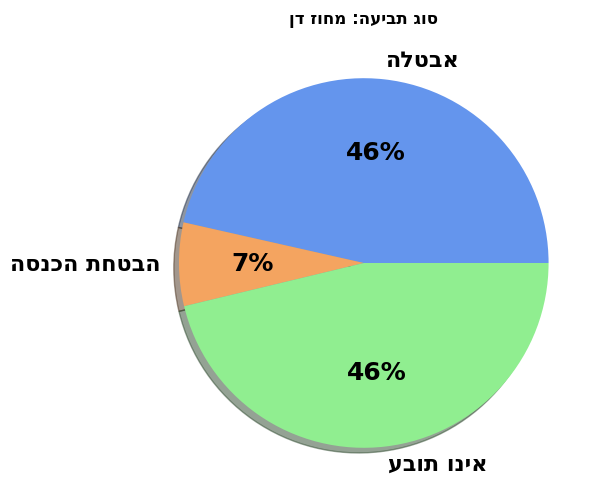 סוג תביעה: מחוז דן
אבטלה
46%
הבטחת הכנסה
7%
46%
אינו תובע